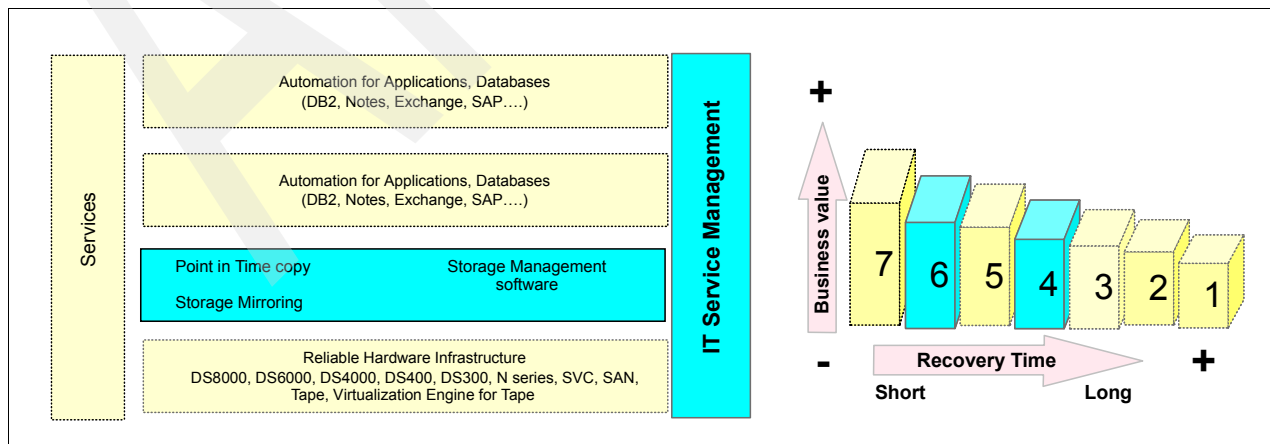 Services
Automation for Applications, Databases
(DB2, Notes, Exchange, SAP….)
Automation for Applications, Databases
(DB2, Notes, Exchange, SAP….)
Point in Time copy
Storage Mirroring
Storage Management
software
Reliable Hardware Infrastructure
DS8000, DS6000, DS4000, DS400, DS300, N series, SVC, SAN,
Tape, Virtualization Engine for Tape
IT Service Management
+
Business value
-
7
6
5
4
3
2
1
Recovery Time
+
Short
Long